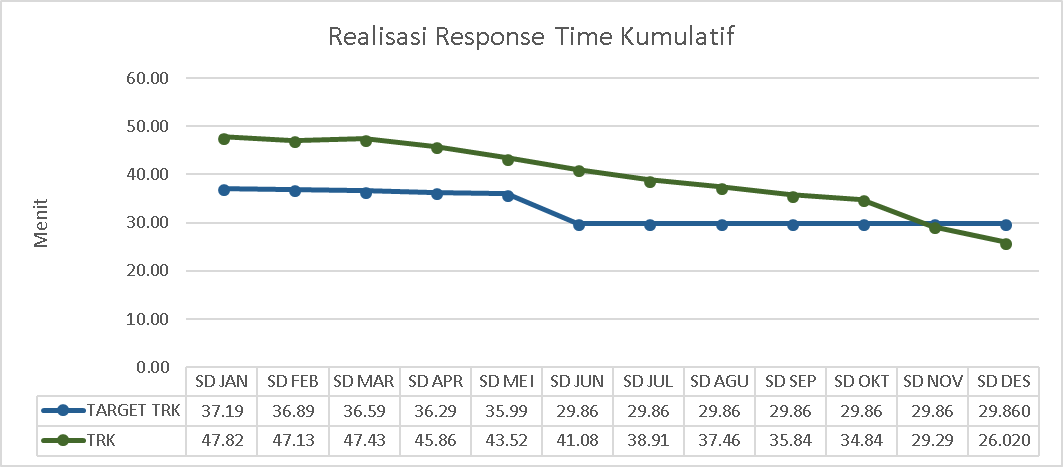 Realisasi Response Time Kumulatif
Menit
60.00
50.00
40.00
30.00
20.00
10.00
0.00
SD JAN SD FEB SD MAR SD APR SD MEI SD JUN SD JUL SD AGU SD SEP SD OKT SD NOV SD DES
TARGET TRK 37.19 36.89 36.59 36.29 35.99 29.86 29.86 29.86 29.86 29.86 29.86 29.860
TRK 47.82 47.13 47.43 45.86 43.52 41.08 38.91 37.46 35.84 34.84 29.29 26.020